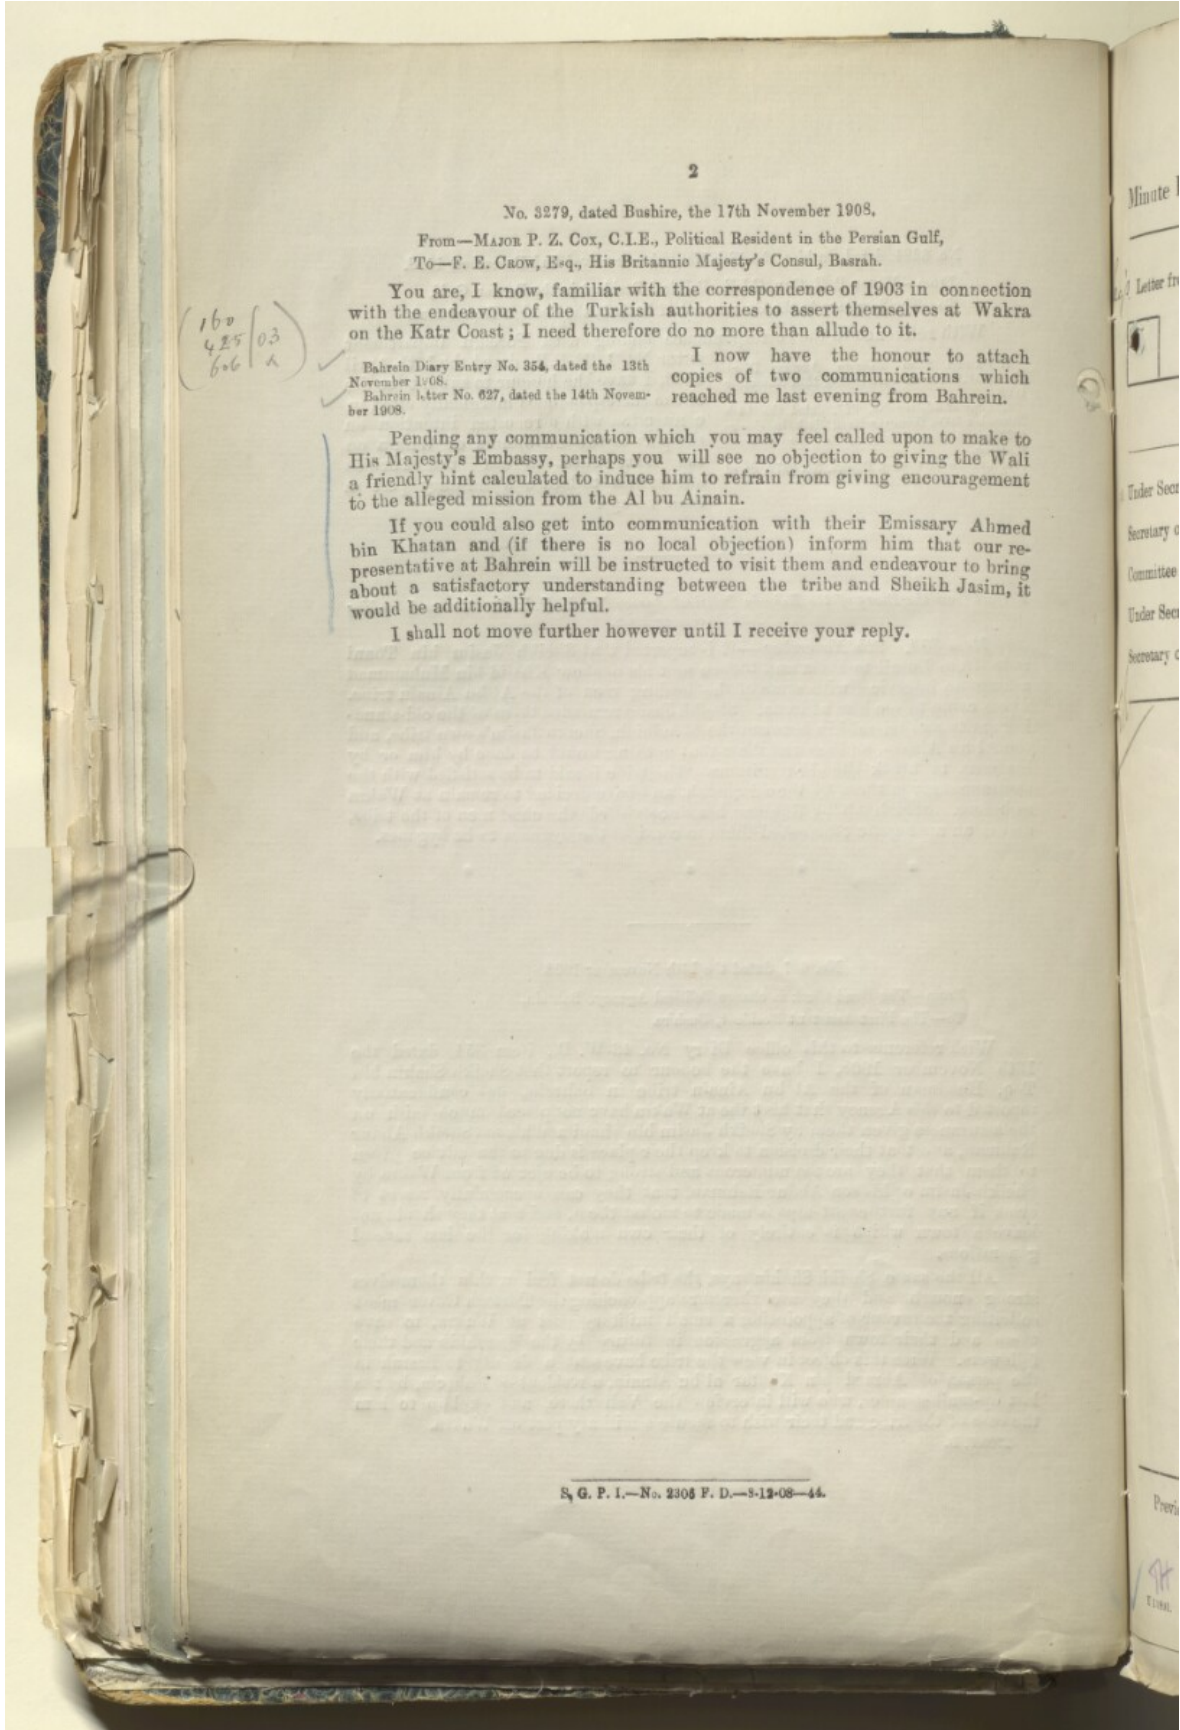 2
No. 3279, dated Bushire, the 17th November 1908.
From—MAJOR P. Z. COX, C.I.E., Political Resident in the Persian Gulf,
To—F. E. CROW, Esq., His Britannic Majesty's Consul, Basrah.
You are, I know, familiar with the correspondence of 1903 in connection
with the endeavour of the Turkish authorities to assert themselves at Wakra
on the Katr Coast; I need therefore do no more than allude to it.
160
425
606
03
Bahrein Diary Entry No. 354, dated the 13th
November 1908.
Bahrein letter No. 627, dated the 14th Novem-
ber 1908.
I now have the honour to attach
copies of two communications which
reached me last evening from Bahrein.
Pending any communication which you may feel called upon to make to
His Majesty's Embassy, perhaps you will see no objection to giving the Wali
a friendly hint calculated to induce him to refrain from giving encouragement
to the alleged mission from the Al bu Ainain.
If you could also get into communication with their Emissary Ahmed
bin Khatan and (if there is no local objection) inform him that our re-
presentative at Bahrein will be instructed to visit them and endeavour to bring
about a satisfactory understanding between the tribe and Sheikh Jasim, it
would be additionally helpful.
I shall not move further however until I receive your reply.
S. G. P. I.—No. 2305 F. D.—8-12-08—44.
Minute
Letter
Under
Secretary
Committee
Under
Secretary